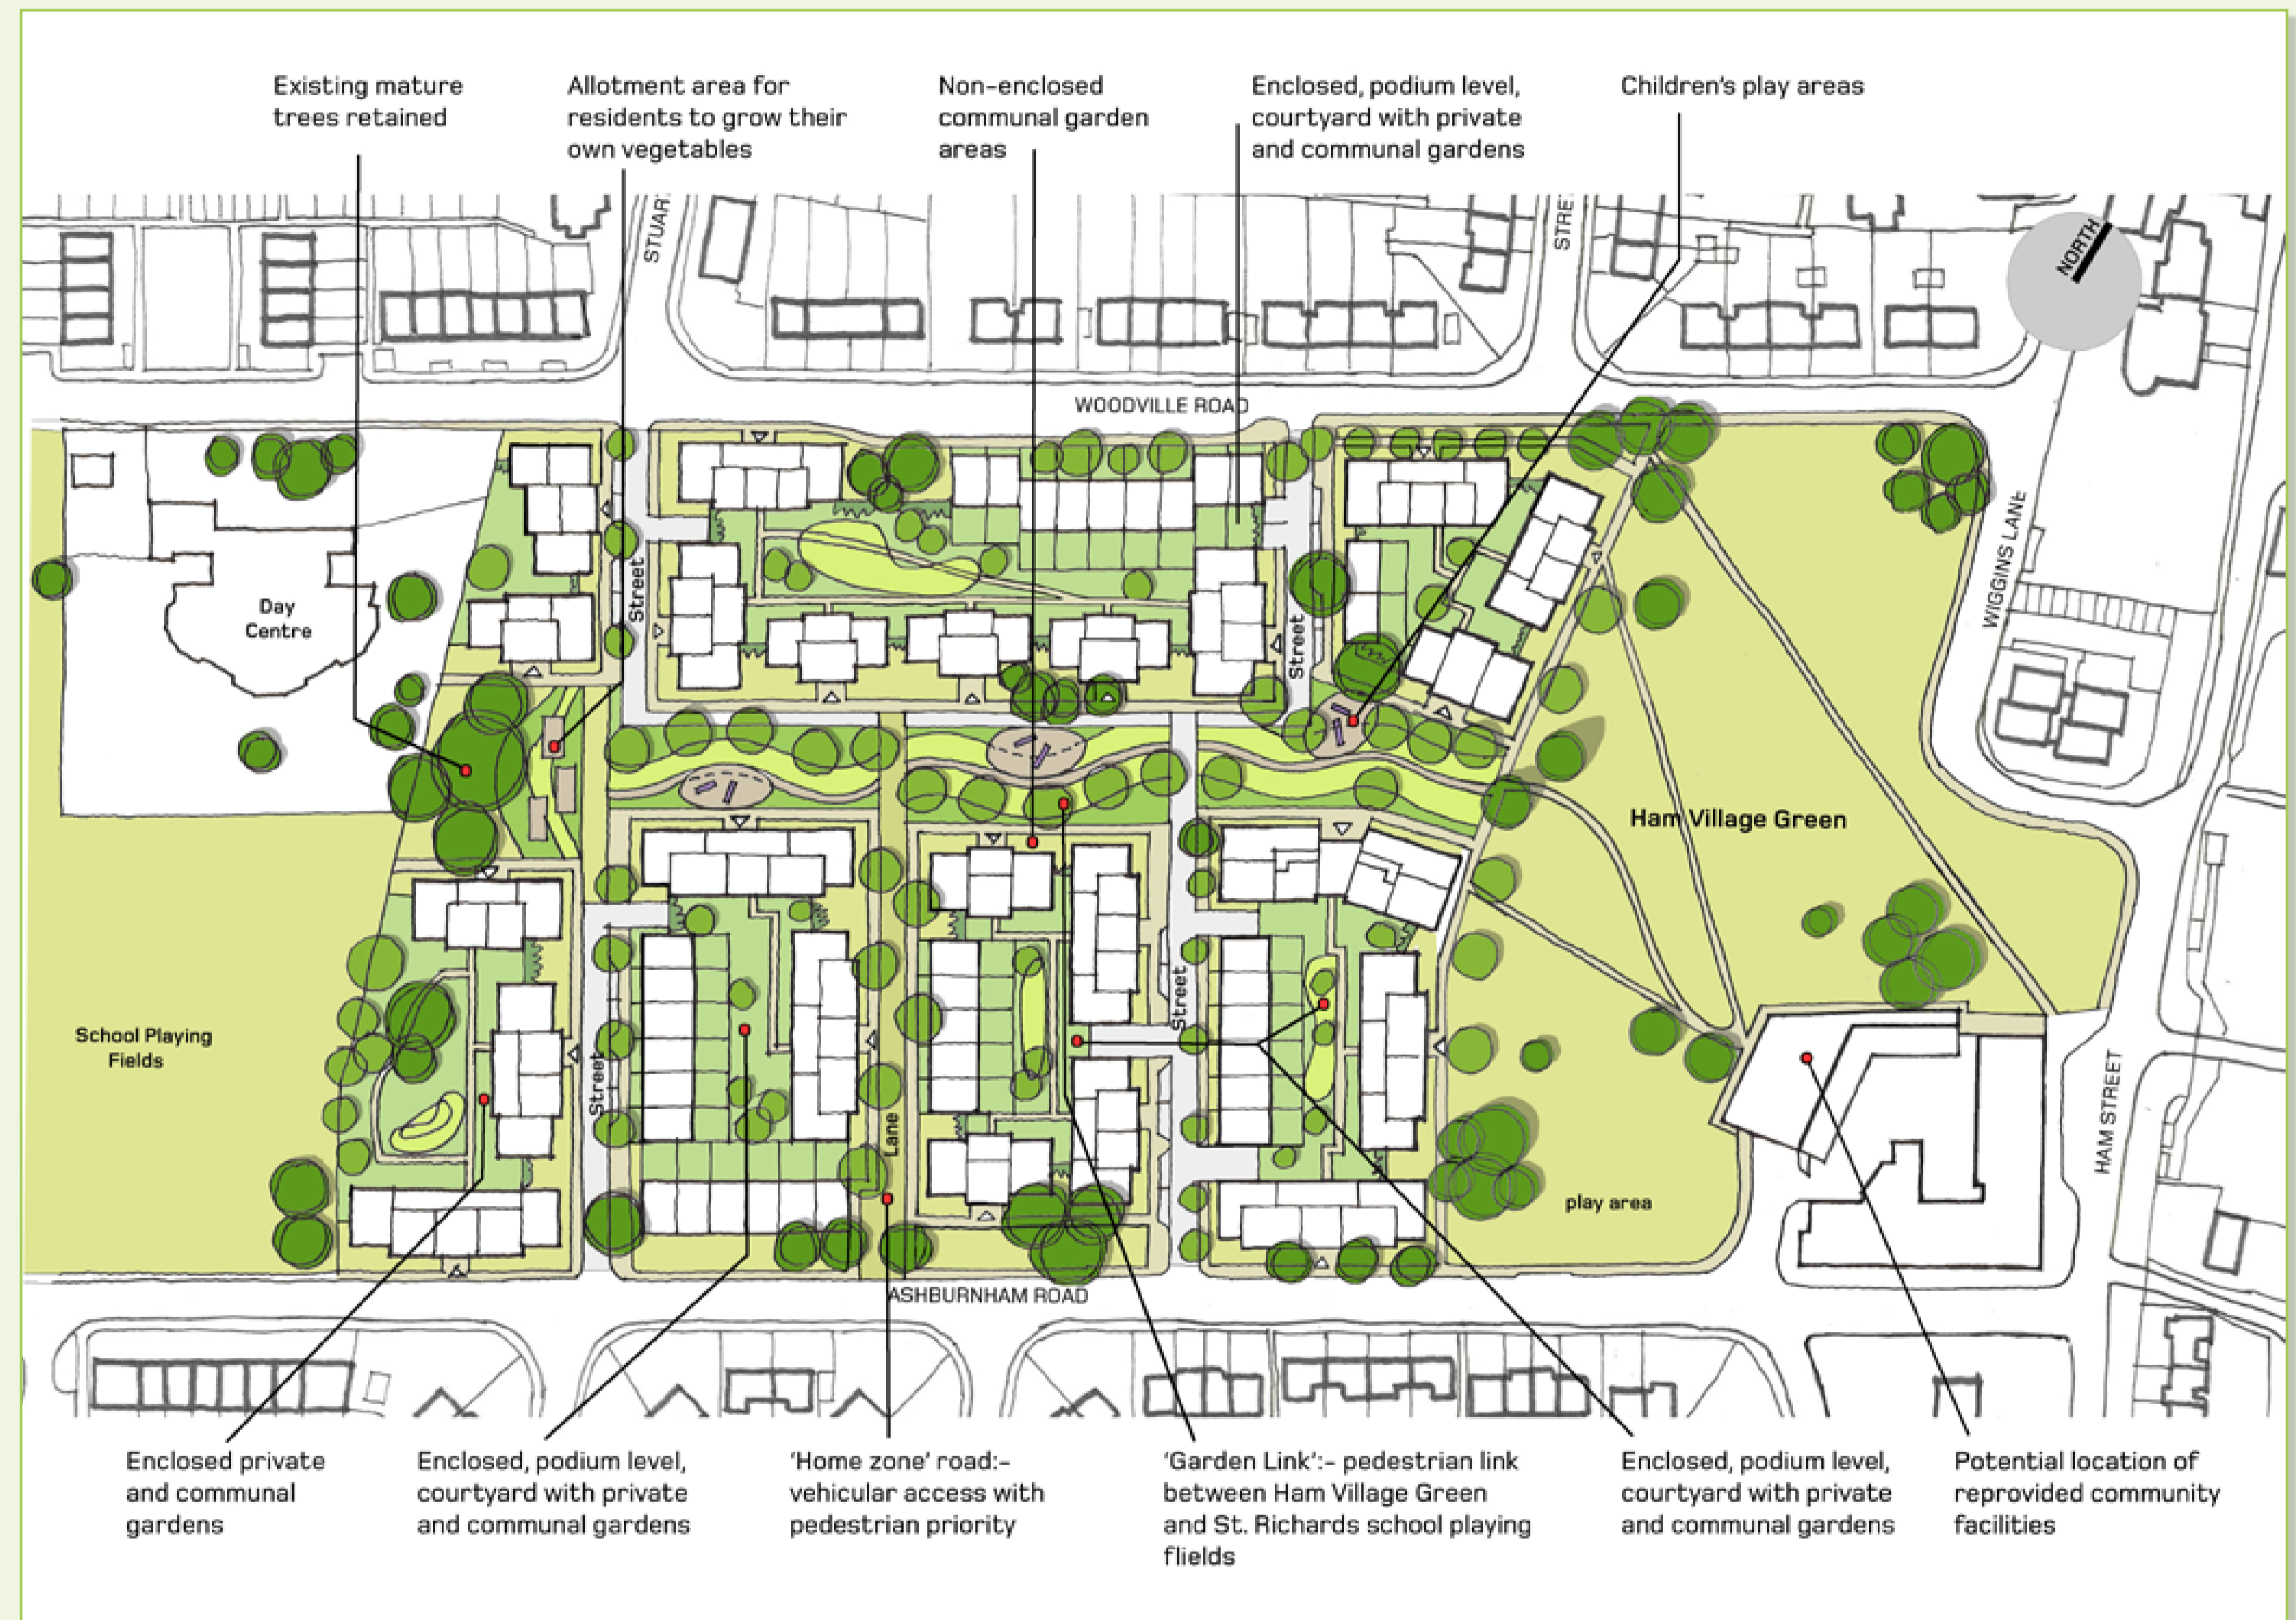 Existing mature
trees retained
Allotment area for
residents to grow their
own vegetables
Non-enclosed
communal garden
areas
Enclosed, podium level,
courtyard with private
and communal gardens
Children's play areas
STUAR
STRE
NORTH
WOODVILLE ROAD
WIGGINS LANE
Day
Centre
Street
Street
Ham Village Green
School Playing
Fields
Street
Street
Lane
play area
HAM STREET
ASHBURNHAM ROAD
Enclosed private
and communal
gardens
Enclosed, podium level,
courtyard with private
and communal gardens
'Home zone' road:-
vehicular access with
pedestrian priority
'Garden Link':- pedestrian link
between Ham Village Green
and St. Richards school playing
flields
Enclosed, podium level,
courtyard with private
and communal gardens
Potential location of
reprovided community
facilities